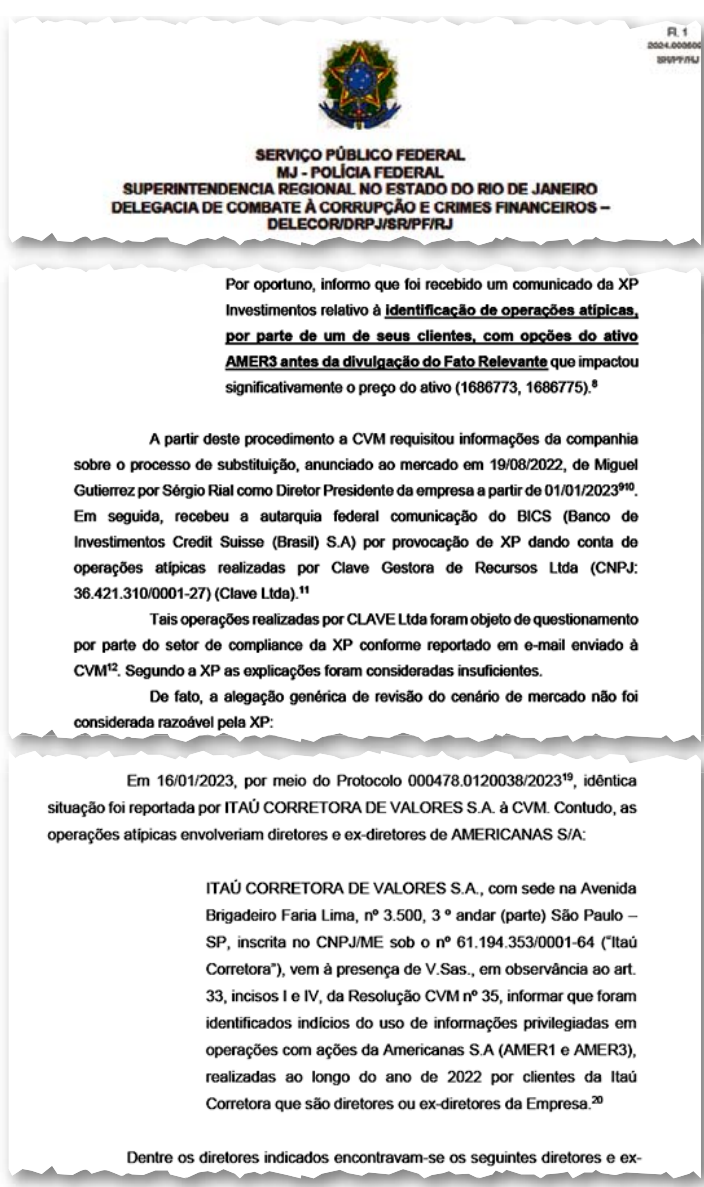 Fl. 1
SR/PF/RJ
SERVIÇO PÚBLICO FEDERAL
MJ - POLÍCIA FEDERAL
SUPERINTENDENCIA REGIONAL NO ESTADO DO RIO DE JANEIRO
DELEGACIA DE COMBATE À CORRUPÇÃO E CRIMES FINANCEIROS –
DELECOR/DRPJ/SR/PF/RJ
Por oportuno, informo que foi recebido um comunicado da XP
Investimentos relativo à identificação de operações atípicas,
por parte de um de seus clientes, com opções do ativo
AMER3 antes da divulgação do Fato Relevante que impactou
significativamente o preço do ativo (1686773, 1686775).⁸
A partir deste procedimento a CVM requisitou informações da companhia
sobre o processo de substituição, anunciado ao mercado em 19/08/2022, de Miguel
Gutierrez por Sérgio Rial como Diretor Presidente da empresa a partir de 01/01/2023⁹¹⁰.
Em seguida, recebeu a autarquia federal comunicação do BICS (Banco de
Investimentos Credit Suisse (Brasil) S.A) por provocação de XP dando conta de
operações atípicas realizadas por Clave Gestora de Recursos Ltda (CNPJ:
36.421.310/0001-27) (Clave Ltda).¹¹
Tais operações realizadas por CLAVE Ltda foram objeto de questionamento
por parte do setor de compliance da XP conforme reportado em e-mail enviado à
CVM¹². Segundo a XP as explicações foram consideradas insuficientes.
De fato, a alegação genérica de revisão do cenário de mercado não foi
considerada razoável pela XP:
Em 16/01/2023, por meio do Protocolo 000478.0120038/2023¹⁹, idêntica
situação foi reportada por ITAÚ CORRETORA DE VALORES S.A. à CVM. Contudo, as
operações atípicas envolveriam diretores e ex-diretores de AMERICANAS S/A:
ITAÚ CORRETORA DE VALORES S.A., com sede na Avenida
Brigadeiro Faria Lima, nº 3.500, 3 º andar (parte) São Paulo –
SP, inscrita no CNPJ/ME sob o nº 61.194.353/0001-64 ("Itaú
Corretora"), vem à presença de V.Sas., em observância ao art.
33, incisos I e IV, da Resolução CVM nº 35, informar que foram
identificados indícios do uso de informações privilegiadas em
operações com ações da Americanas S.A (AMER1 e AMER3),
realizadas ao longo do ano de 2022 por clientes da Itaú
Corretora que são diretores ou ex-diretores da Empresa.²⁰
Dentre os diretores indicados encontravam-se os seguintes diretores e ex-